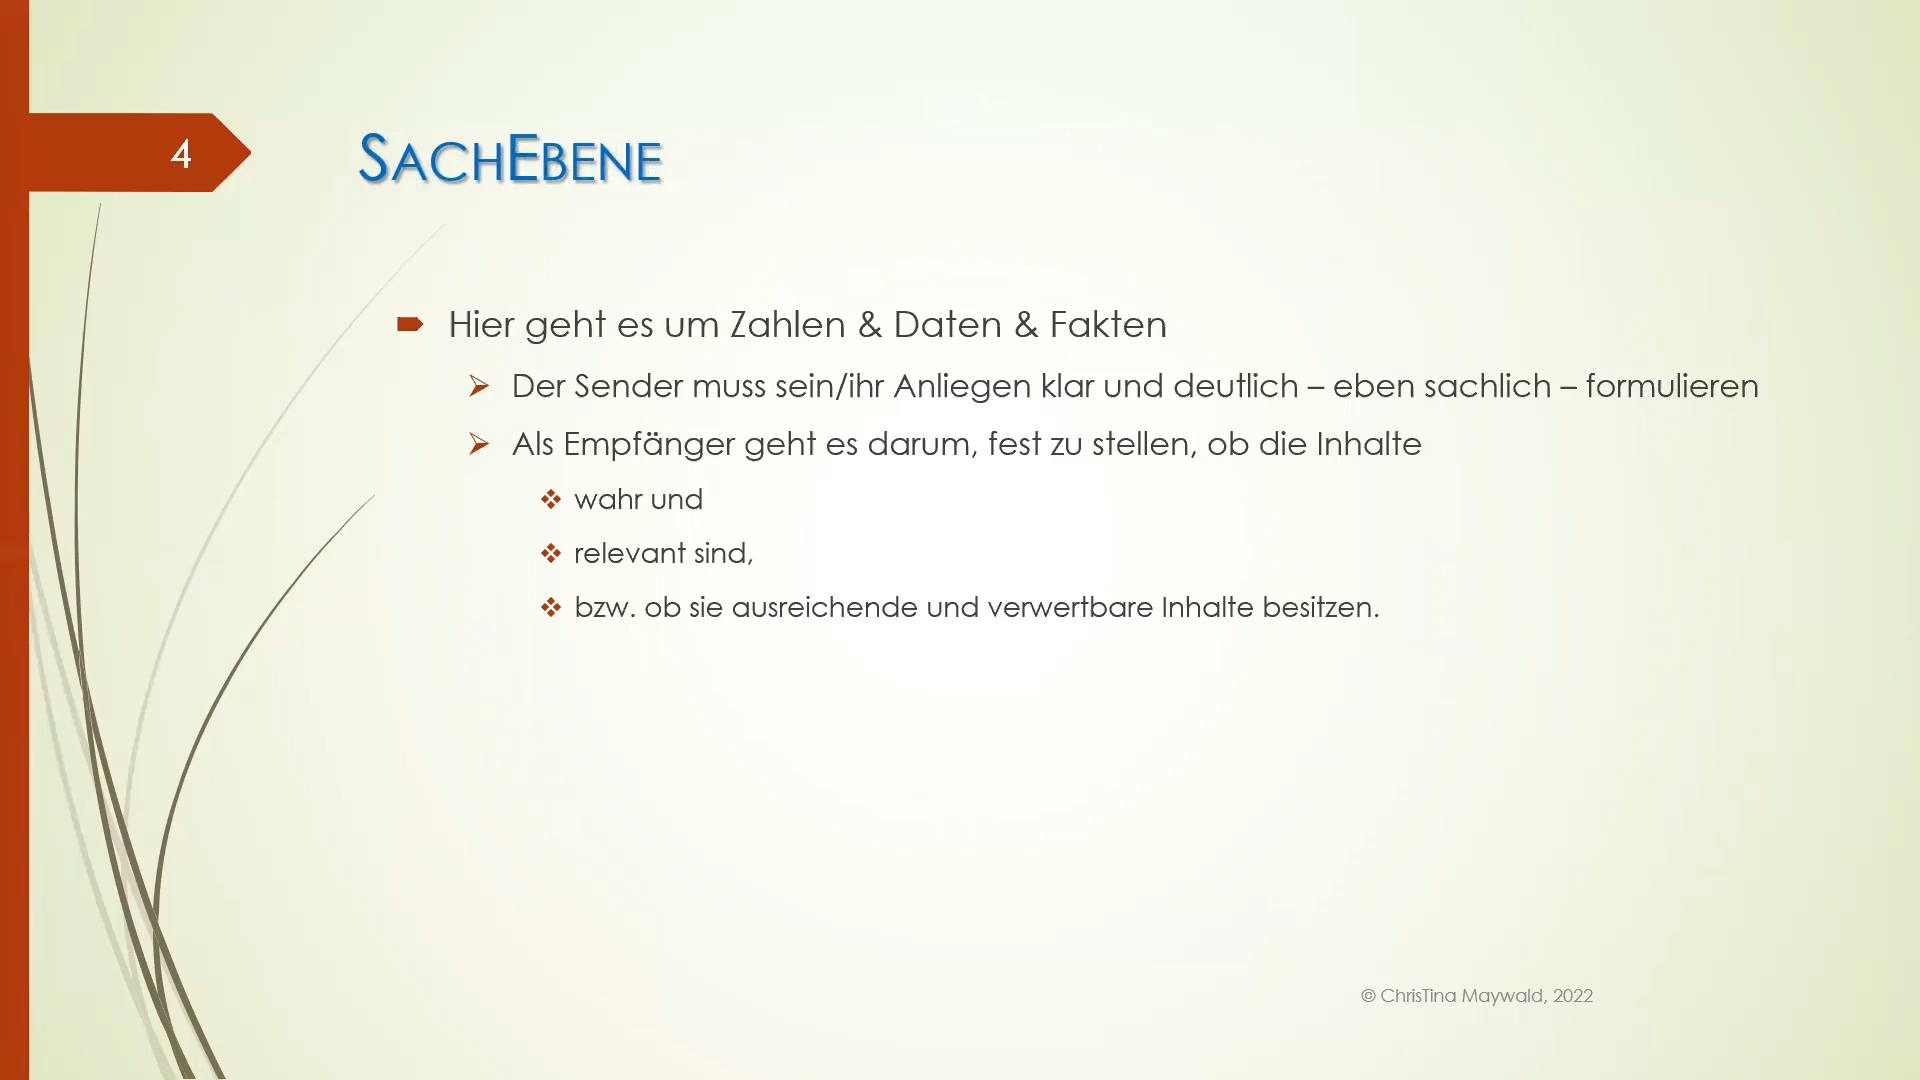 4
SACHEBENE
Hier geht es um Zahlen & Daten & Fakten
Der Sender muss sein/ihr Anliegen klar und deutlich – eben sachlich – formulieren
Als Empfänger geht es darum, fest zu stellen, ob die Inhalte
wahr und
relevant sind,
bzw. ob sie ausreichende und verwertbare Inhalte besitzen.
© ChrisTina Maywald, 2022